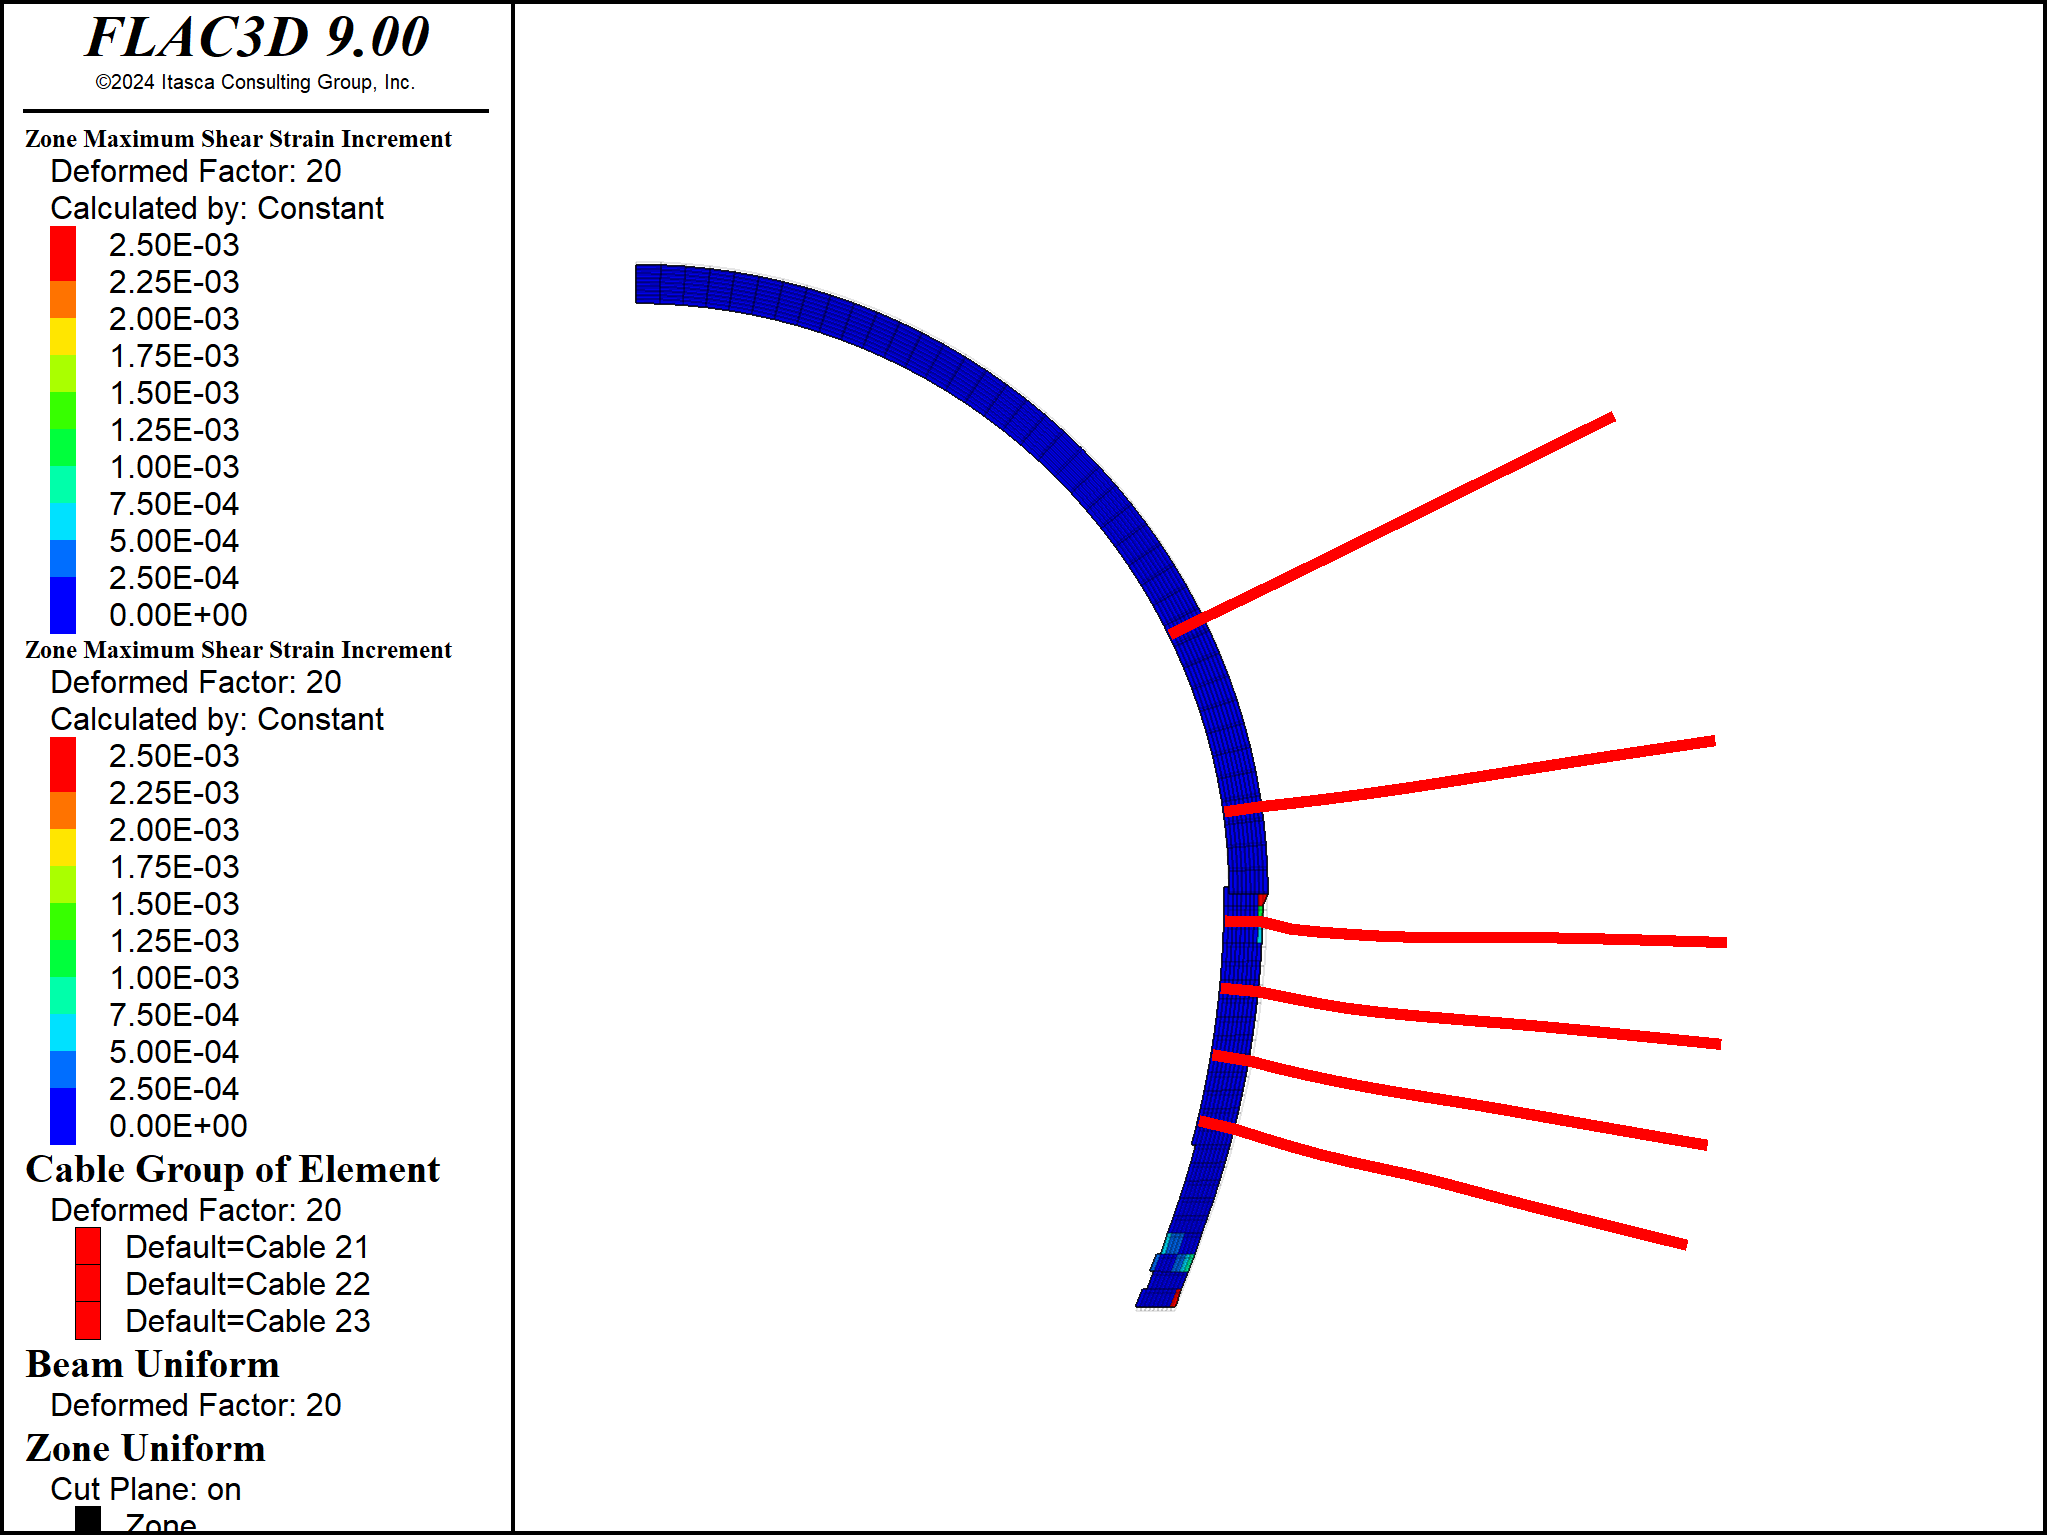 FLAC3D 9.00
©2024 Itasca Consulting Group, Inc.
Zone Maximum Shear Strain Increment
Deformed Factor: 20
Calculated by: Constant
2.50E-03
2.25E-03
2.00E-03
1.75E-03
1.50E-03
1.25E-03
1.00E-03
7.50E-04
5.00E-04
2.50E-04
0.00E+00
Zone Maximum Shear Strain Increment
Deformed Factor: 20
Calculated by: Constant
2.50E-03
2.25E-03
2.00E-03
1.75E-03
1.50E-03
1.25E-03
1.00E-03
7.50E-04
5.00E-04
2.50E-04
0.00E+00
Cable Group of Element
Deformed Factor: 20
Default=Cable 21
Default=Cable 22
Default=Cable 23
Beam Uniform
Deformed Factor: 20
Zone Uniform
Cut Plane: on
Zone